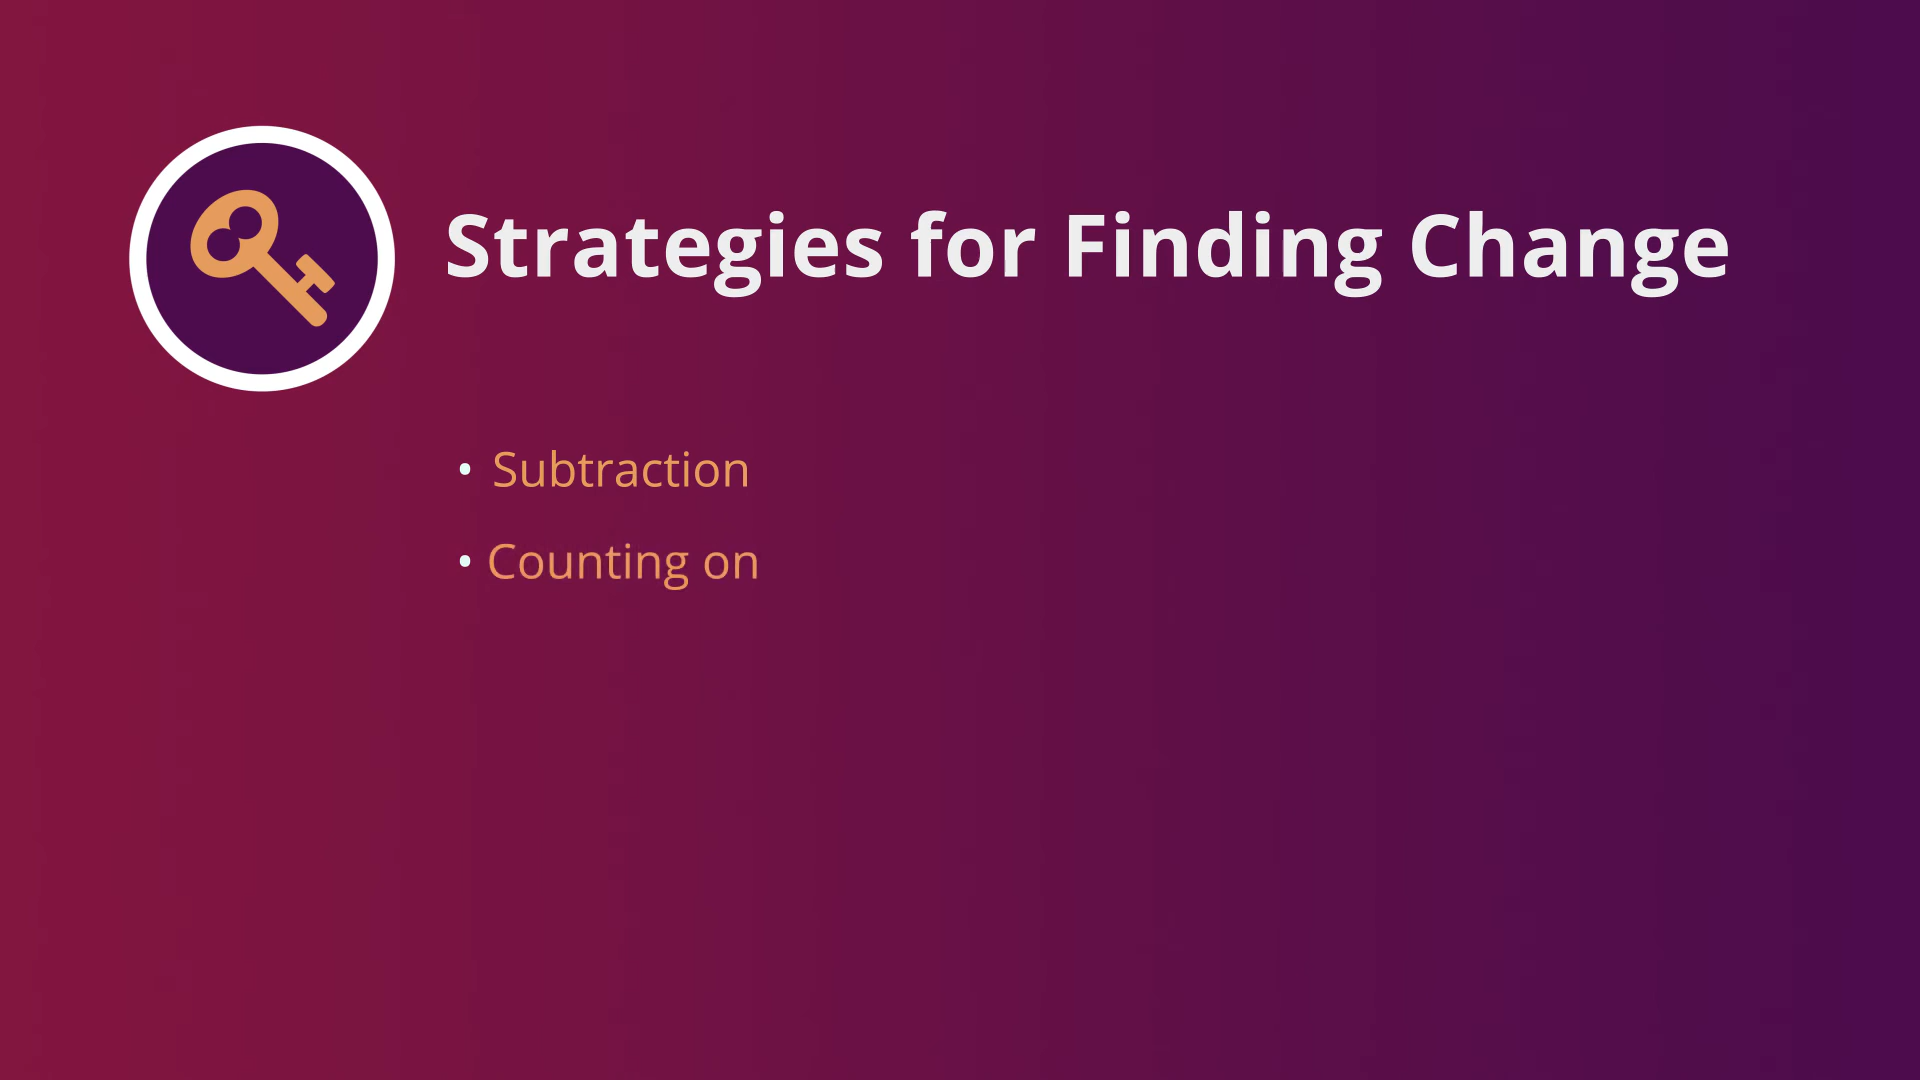 Strategies for Finding Change
• Subtraction
• Counting on